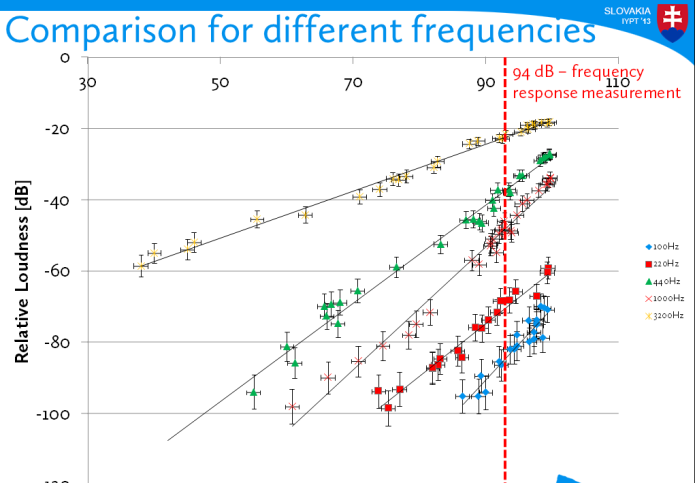 SLOVAKIA
IYPT '13
Comparison for different frequencies
94 dB – frequency
response measurement
0
30
50
70
90
110
-20
-40
-60
-80
-100
Relative Loudness [dB]
100Hz
220Hz
440Hz
1000Hz
3200Hz